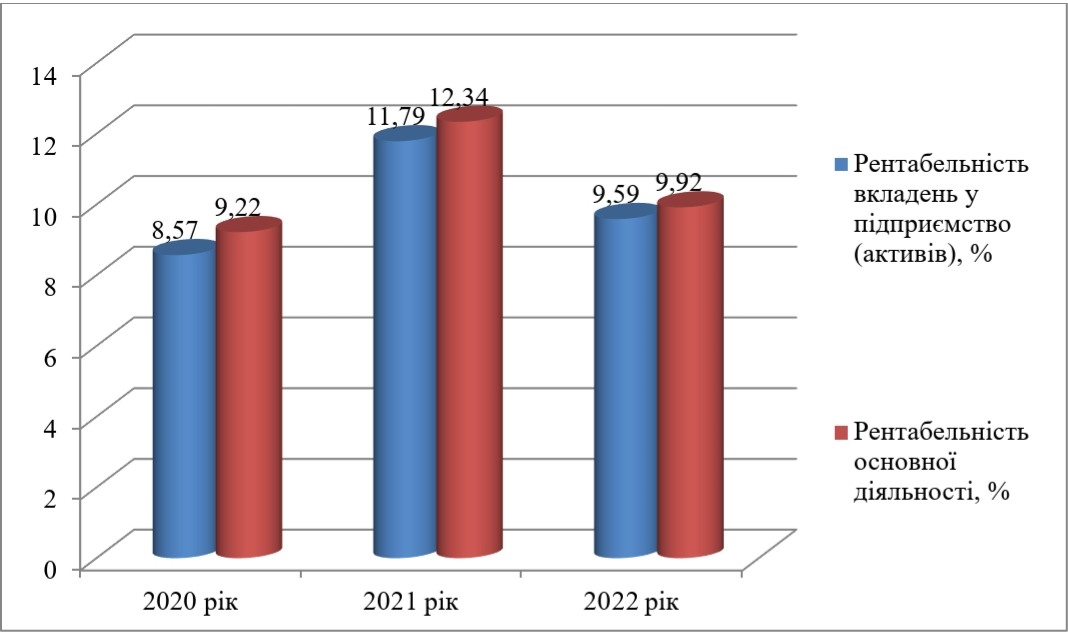 14
12
10
8
6
4
2
0
8,57
9,22
11,79
12,34
9,59
9,92
2020 рік
2021 рік
2022 рік
Рентабельність
вкладень у
підприємство
(активів), %
Рентабельність
основної
діяльності, %